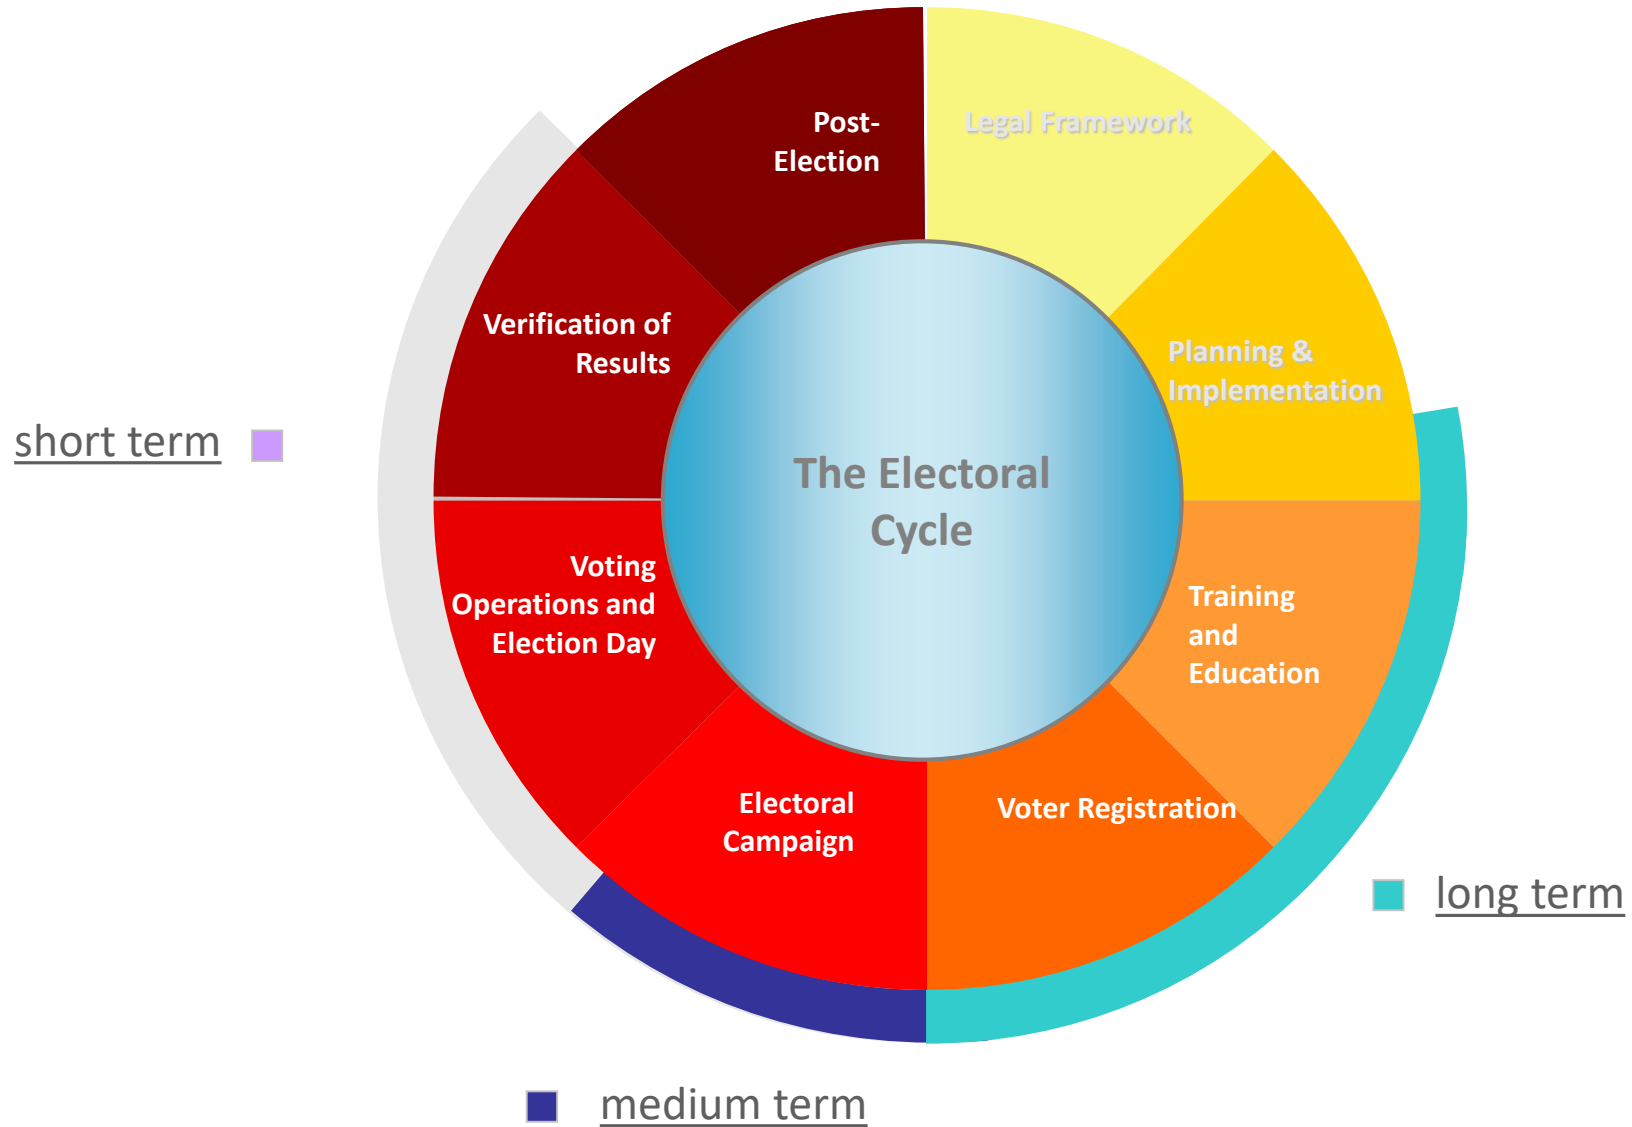 Post-
Election
Legal Framework
Planning &
Implementation
Training
and
Education
Voter Registration
Electoral
Campaign
Voting
Operations and
Election Day
Verification of
Results
The Electoral
Cycle
short term
long term
medium term